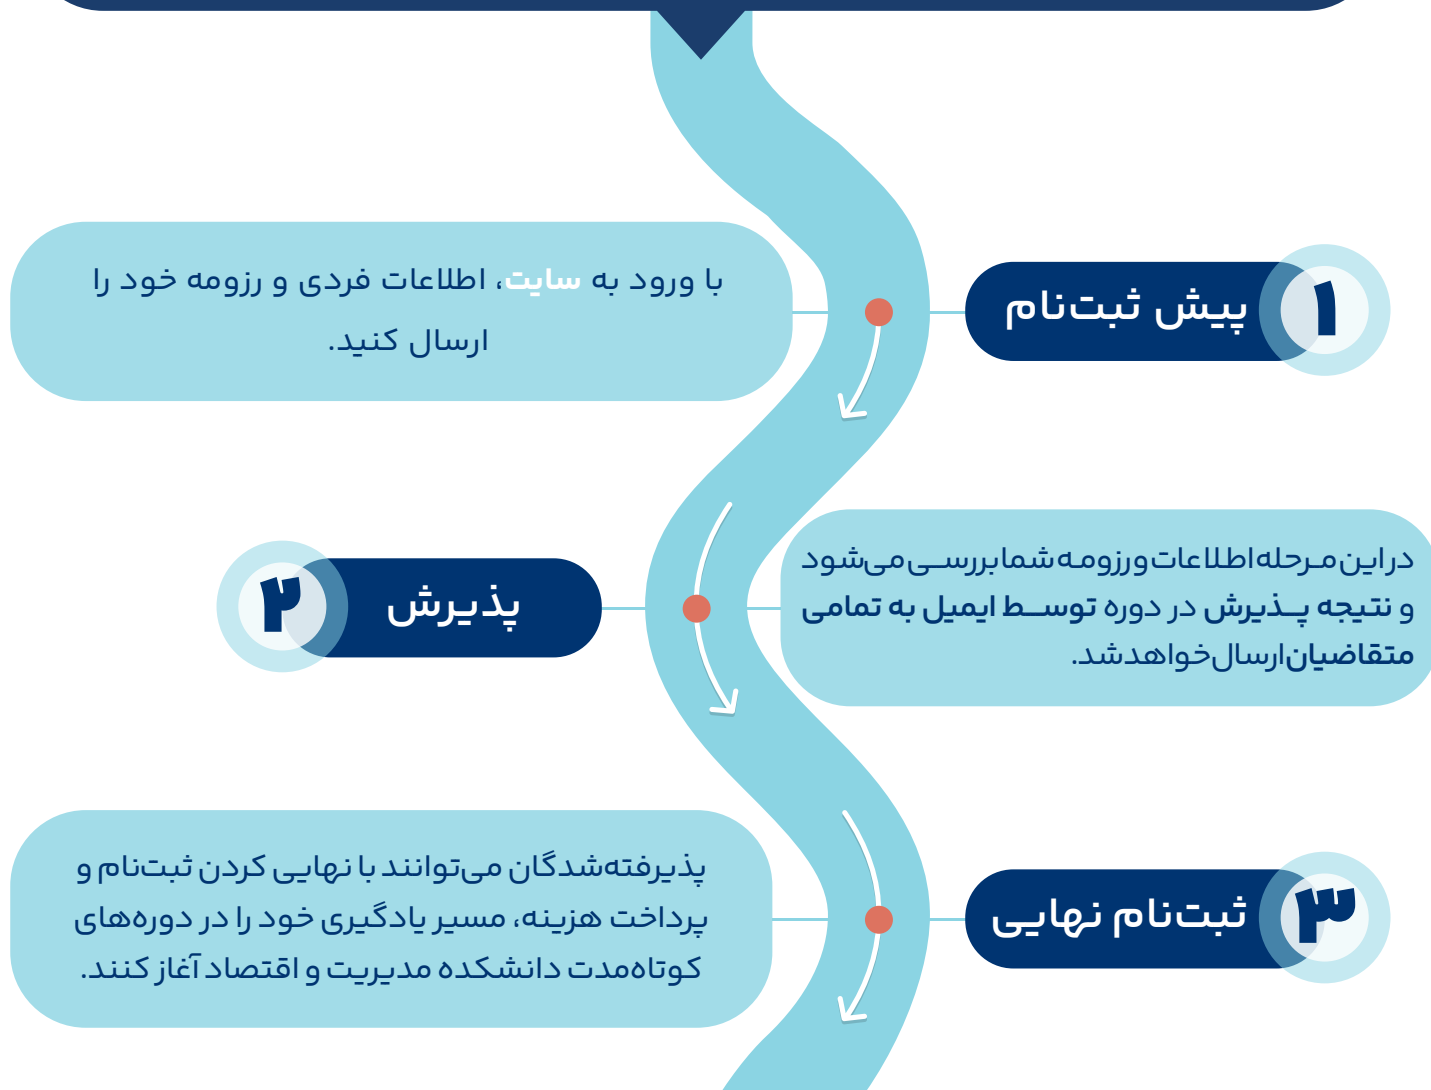 ۱
پیش ثبت‌نام
با ورود به سایت، اطلاعات فردی و رزومه خود را
ارسال کنید.
۲
پذیرش
در این مرحله اطلاعات و رزومه شما بررسی می‌شود
و نتیجه پذیرش در دوره توسط ایمیل به تمامی
متقاضیان ارسال خواهد شد.
۳
ثبت‌نام نهایی
پذیرفته‌شدگان می‌توانند با نهایی کردن ثبت‌نام و
پرداخت هزینه، مسیر یادگیری خود را در دوره‌های
کوتاه‌مدت دانشکده مدیریت و اقتصاد آغاز کنند.